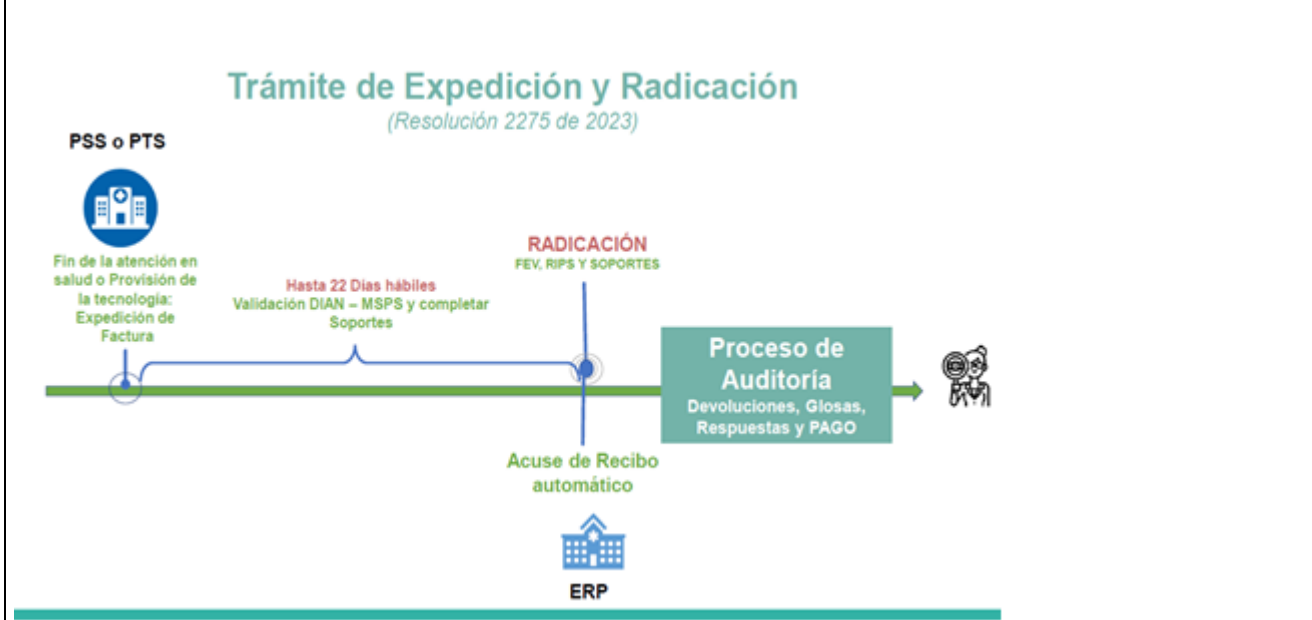 Trámite de Expedición y Radicación
(Resolución 2275 de 2023)
PSS o PTS
Fin de la atención en
salud o Provisión de
la tecnología:
Expedición de
Factura
Hasta 22 Dias hábiles
Validación DIAN – MSPS y completar
Soportes
RADICACIÓN
FEV, RIPS Y SOPORTES
Proceso de
Auditoría
Devoluciones, Glosas,
Respuestas y PAGO
Acuse de Recibo
automático
ERP